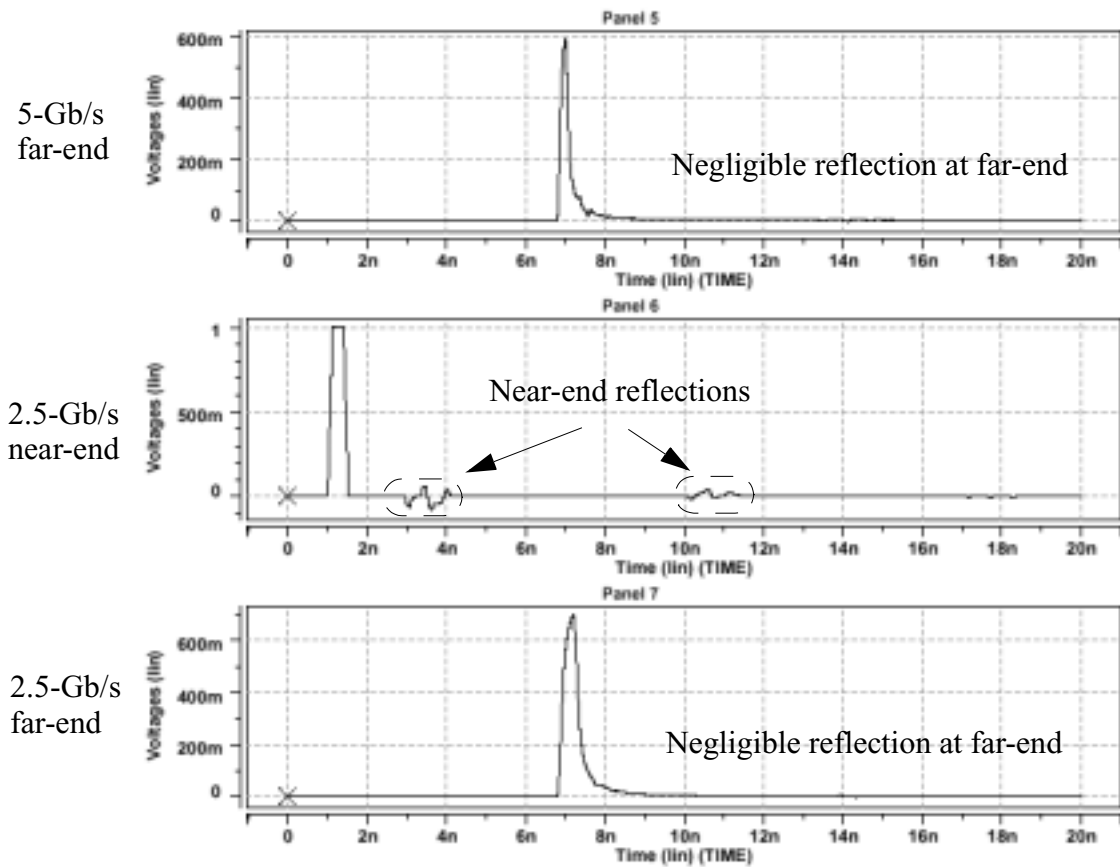 Panel 5
5-Gb/s
far-end
Voltages (lin)
600m
400m
200m
0
Negligible reflection at far-end
0 2n 4n 6n 8n 10n 12n 14n 16n 18n 20n
Time (lin) (TIME)
Panel 6
2.5-Gb/s
near-end
Voltages (lin)
1
500m
0
Near-end reflections
0 2n 4n 6n 8n 10n 12n 14n 16n 18n 20n
Time (lin) (TIME)
Panel 7
2.5-Gb/s
far-end
Voltages (lin)
600m
400m
200m
0
Negligible reflection at far-end
0 2n 4n 6n 8n 10n 12n 14n 16n 18n 20n
Time (lin) (TIME)